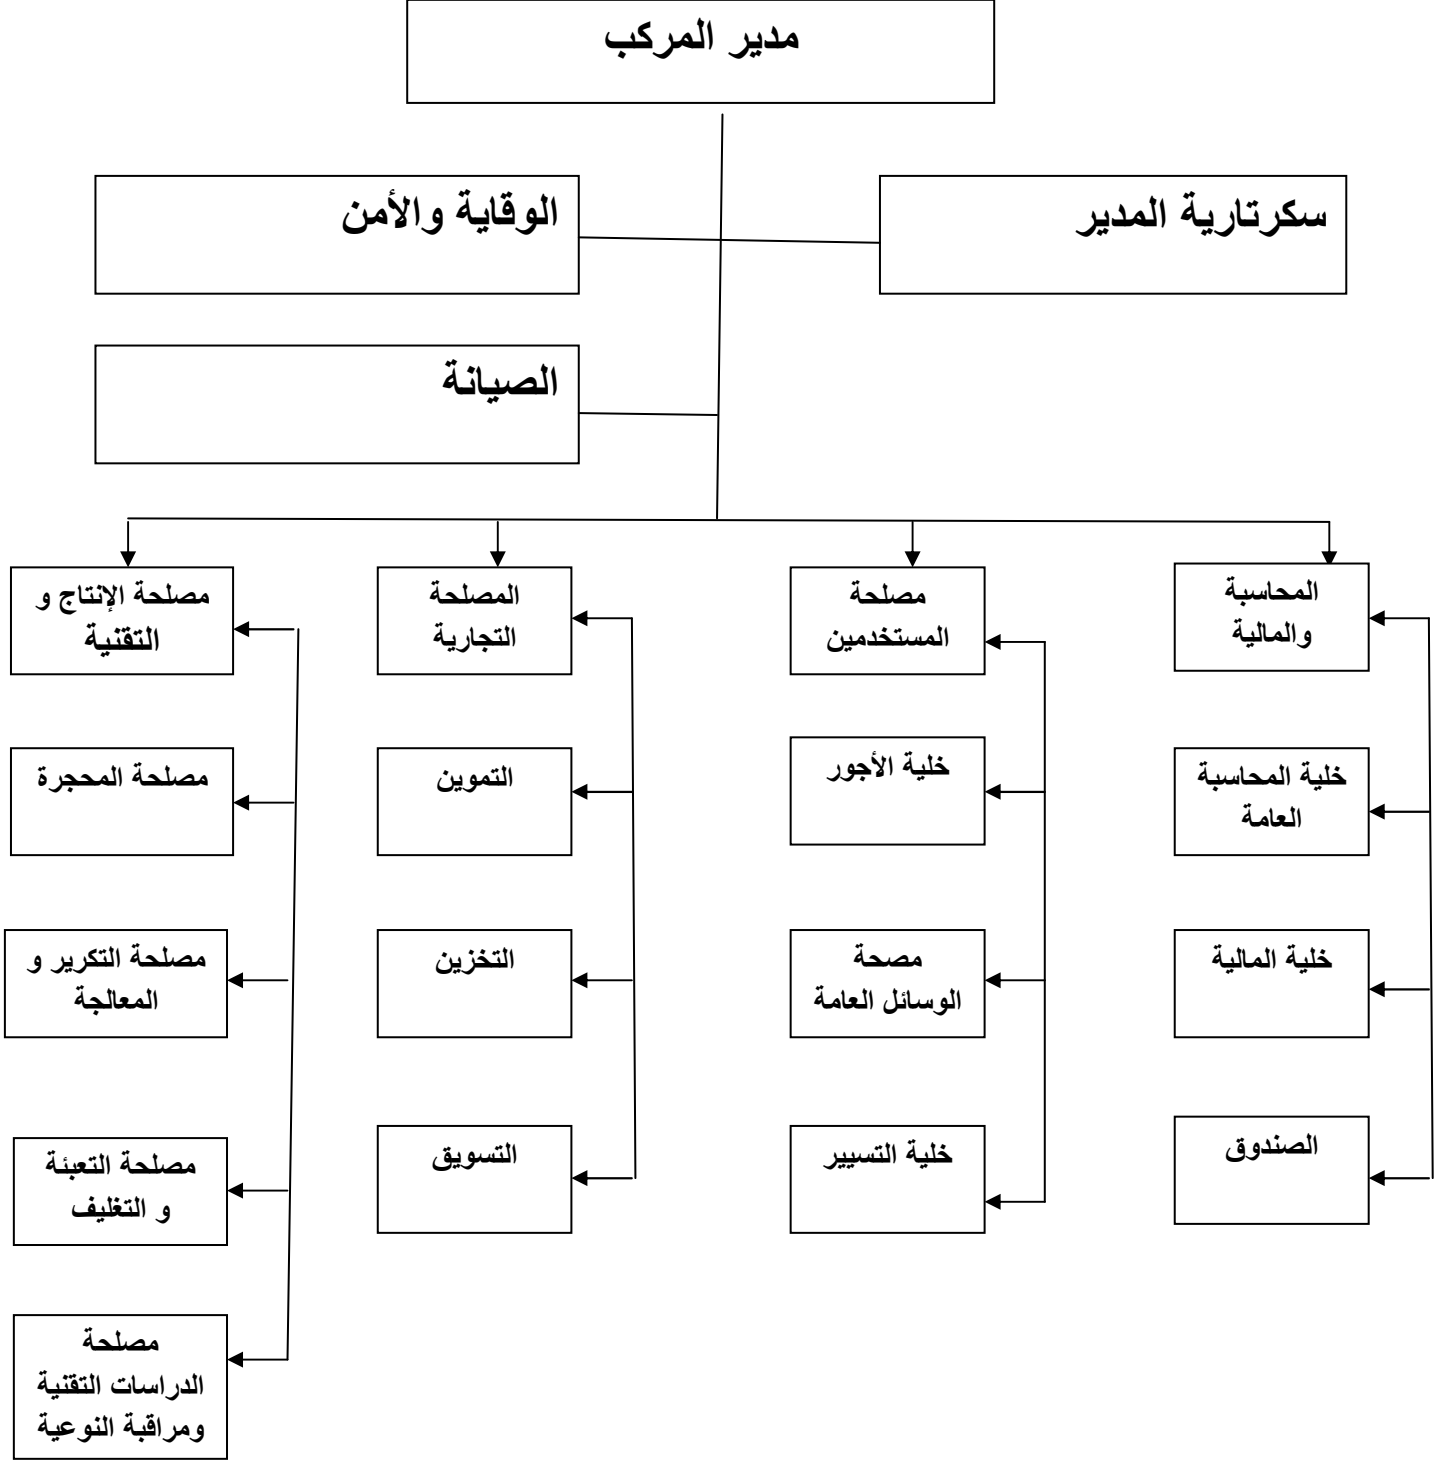 مدير المركب
سكرتارية المدير
الوقاية والأمن
الصيانة
المحاسبة
والمالية
مصلحة
المستخدمين
المصلحة
التجارية
مصلحة الإنتاج و
التقنية
خلية المحاسبة
العامة
خلية الأجور
التموين
مصلحة المحجرة
خلية المالية
مصحة
الوسائل العامة
التخزين
مصلحة التكرير و
المعالجة
الصندوق
خلية التسيير
التسويق
مصلحة التعبئة
و التغليف
مصلحة
الدراسات التقنية
ومراقبة النوعية